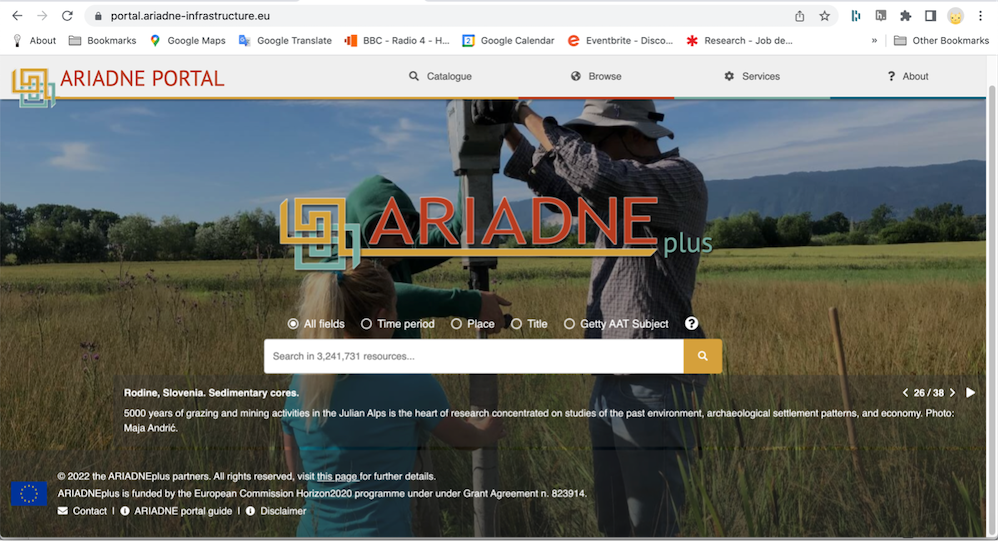 portal.ariadne-infrastructure.eu
About Bookmarks Google Maps Google Translate BBC - Radio 4 - H... Google Calendar Eventbrite - Disco... Research - Job de... » Other Bookmarks
ARIADNE PORTAL Catalogue Browse Services ? About
ARIADNE
plus
All fields Time period Place Title Getty AAT Subject ?
Search in 3,241,731 resources...
Rodine, Slovenia. Sedimentary cores. 26 / 38
5000 years of grazing and mining activities in the Julian Alps is the heart of research concentrated on studies of the past environment, archaeological settlement patterns, and economy. Photo:
Maja Andrić.
© 2022 the ARIADNEplus partners. All rights reserved, visit this page for further details.
ARIADNEplus is funded by the European Commission Horizon2020 programme under under Grant Agreement n. 823914.
Contact | ARIADNE portal guide | Disclaimer